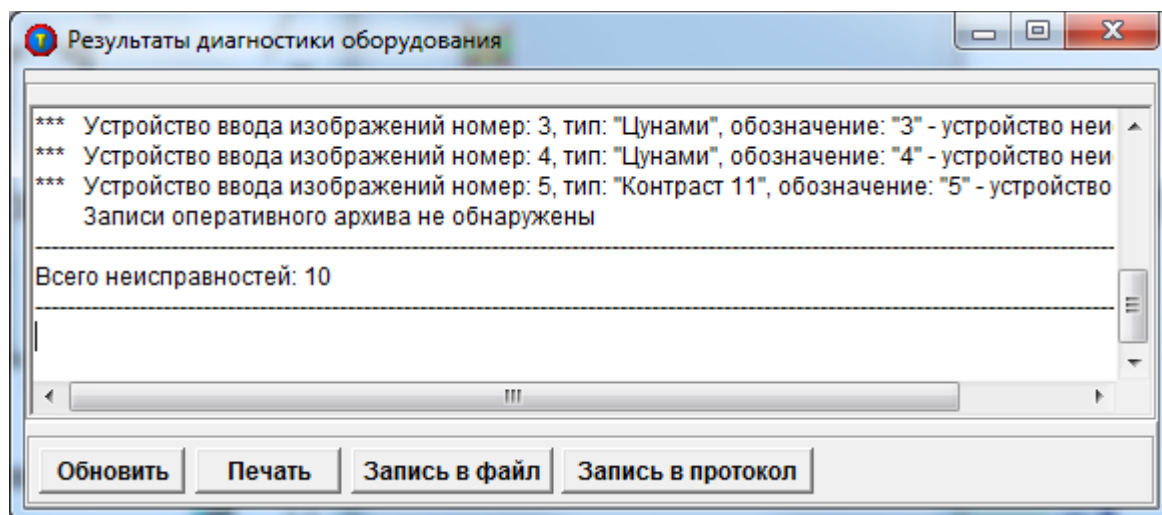 Результаты диагностики оборудования
*** Устройство ввода изображений номер: 3, тип: "Цунами", обозначение: "3" - устройство неи
*** Устройство ввода изображений номер: 4, тип: "Цунами", обозначение: "4" - устройство неи
*** Устройство ввода изображений номер: 5, тип: "Контраст 11", обозначение: "5" - устройство
Записи оперативного архива не обнаружены
Всего неисправностей: 10
Обновить Печать Запись в файл Запись в протокол